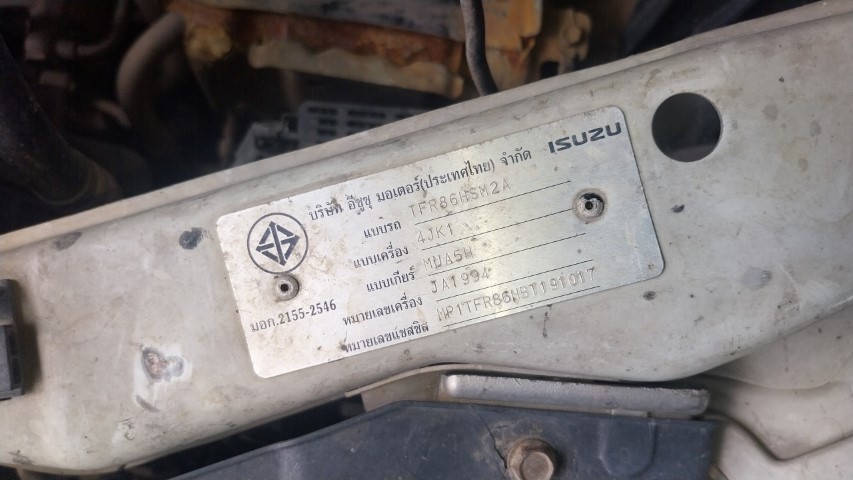 ISUZU
บริษัท อีซูซุ มอเตอร์(ประเทศไทย) จำกัด
แบบรถ TFR86HSM2A
แบบเครื่อง 4JK1
แบบเกียร์ MUA5H
หมายเลขเครื่อง JA1994
มอก.2155-2546
หมายเลขแชสซีส MP1TFR86HBT191017